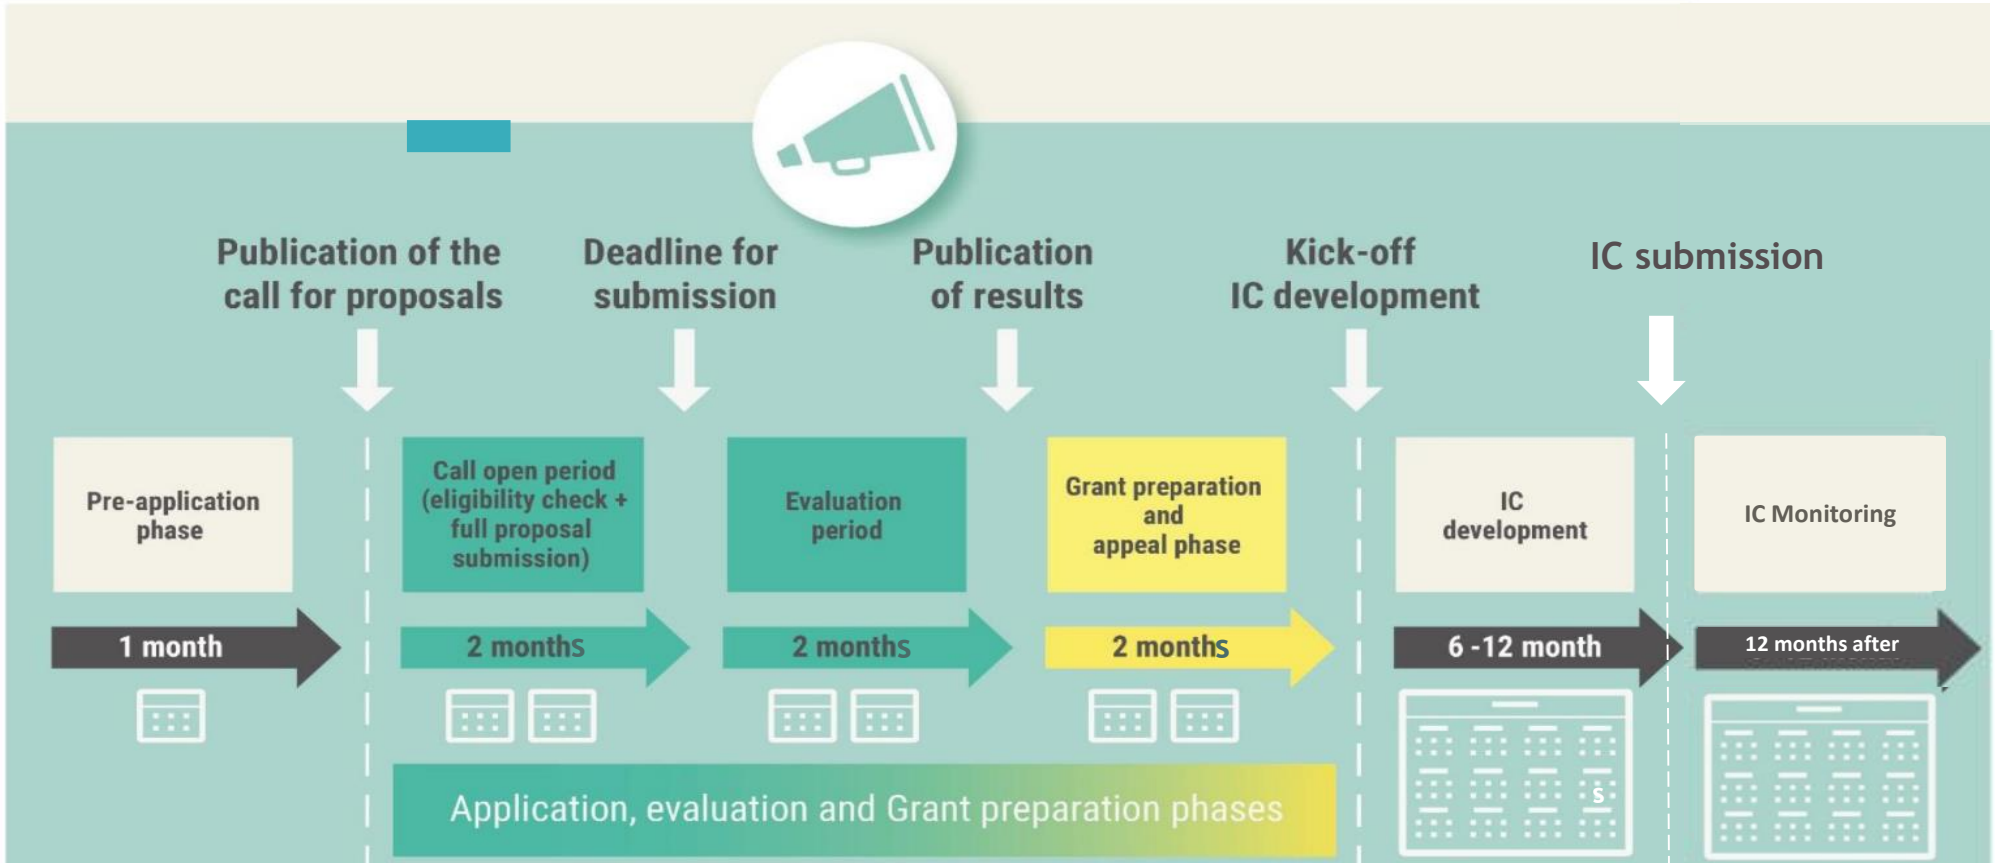 Publication of the
call for proposals
Deadline for
submission
Publication
of results
Kick-off
IC development
IC submission
Pre-application
phase
Call open period
(eligibility check +
full proposal
submission)
Evaluation
period
Grant preparation
and
appeal phase
IC
development
IC Monitoring
1 month
2 months
2 months
2 months
6 -12 month
12 months after
s
Application, evaluation and Grant preparation phases